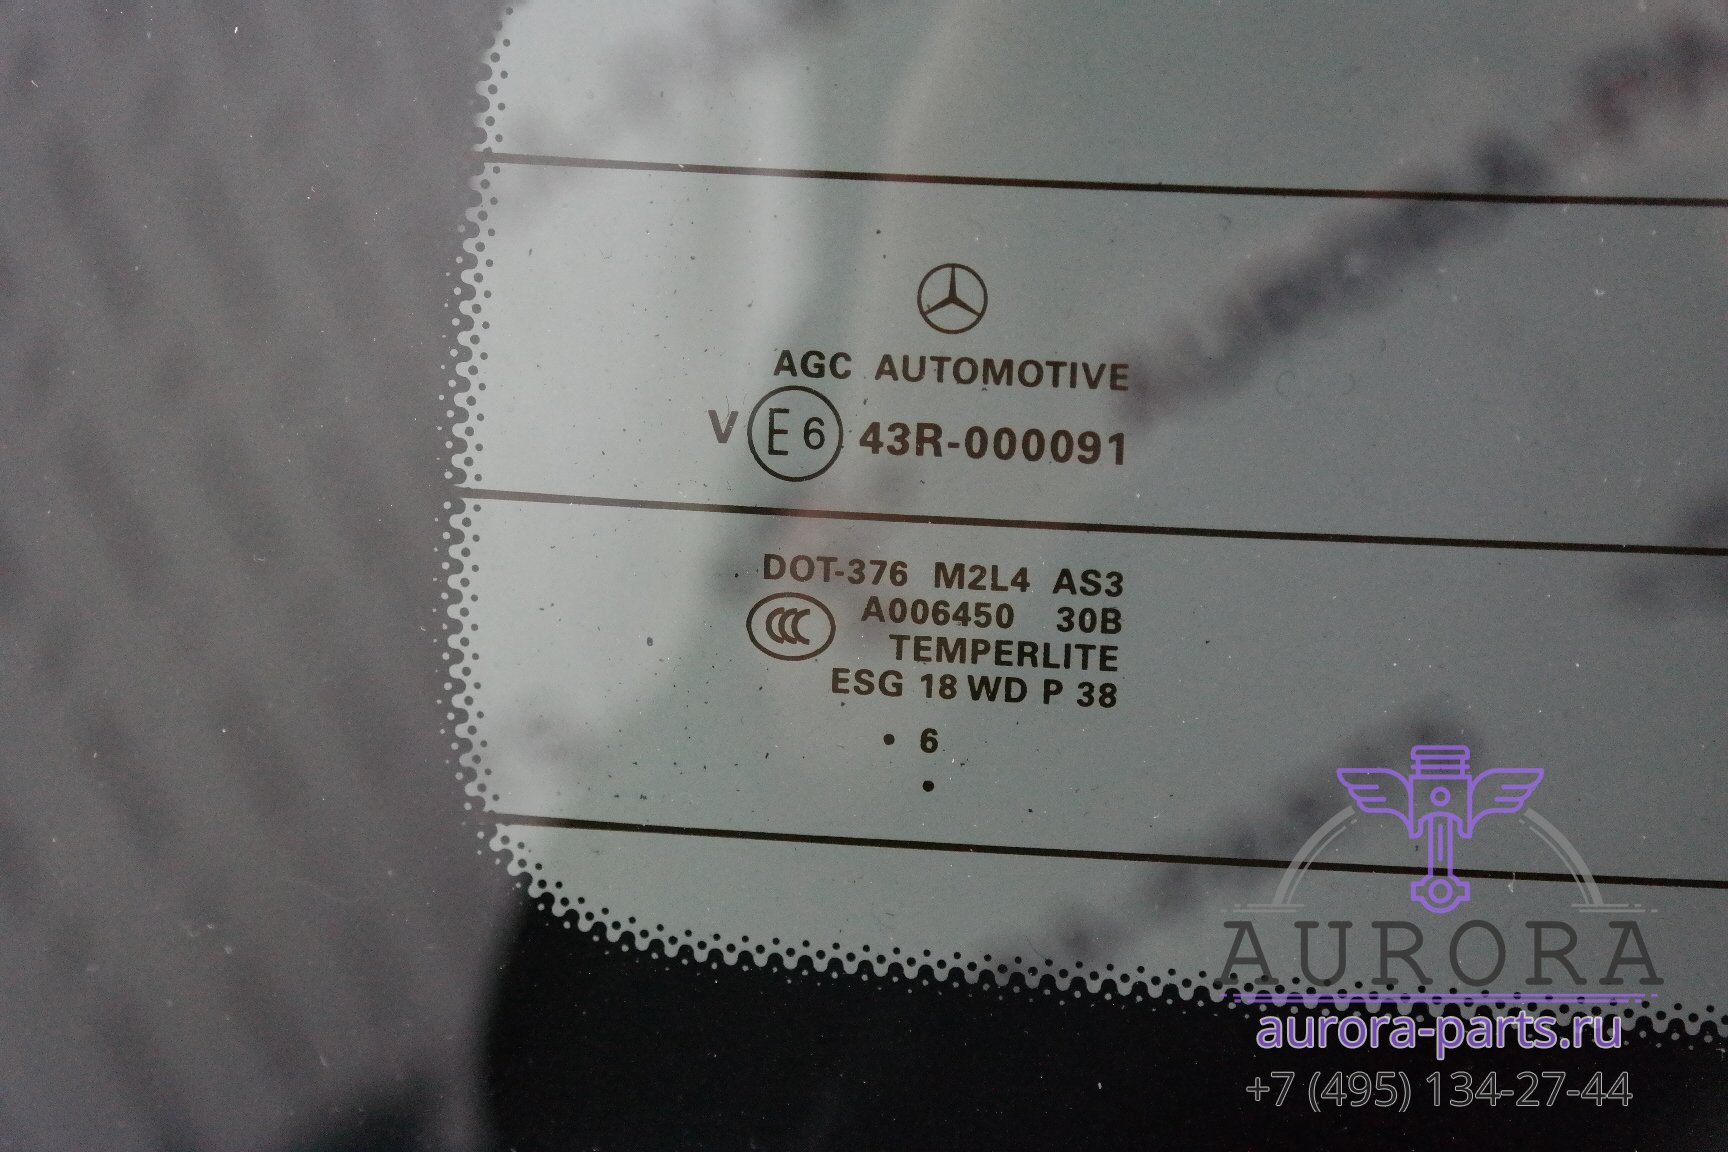 AGC AUTOMOTIVE
V E6 43R-000091
DOT-376 M2L4 AS3
CCC A006450 30B
TEMPERLITE
ESG 18 WD P 38
• 6
•
AURORA
aurora-parts.ru
+7 (495) 134-27-44